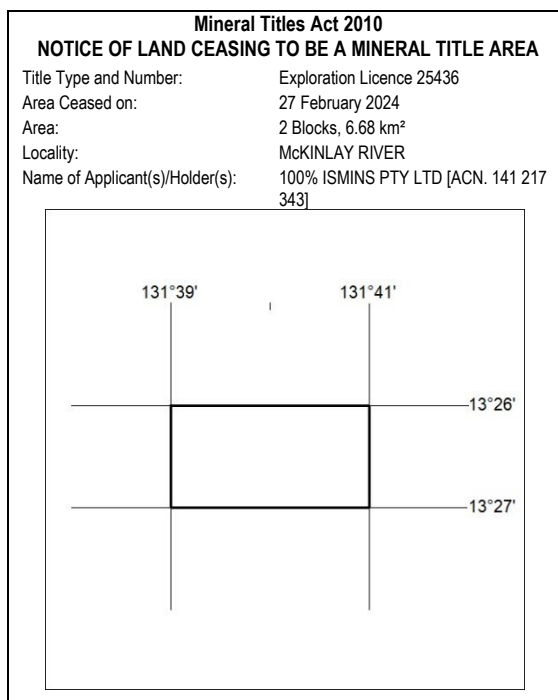 Mineral Titles Act 2010
NOTICE OF LAND CEASING TO BE A MINERAL TITLE AREA
Title Type and Number: Exploration Licence 25436
Area Ceased on: 27 February 2024
Area: 2 Blocks, 6.68 km²
Locality: McKINLAY RIVER
Name of Applicant(s)/Holder(s): 100% ISMINS PTY LTD [ACN. 141 217
343]
131°39' 131°41'
13°26'
13°27'